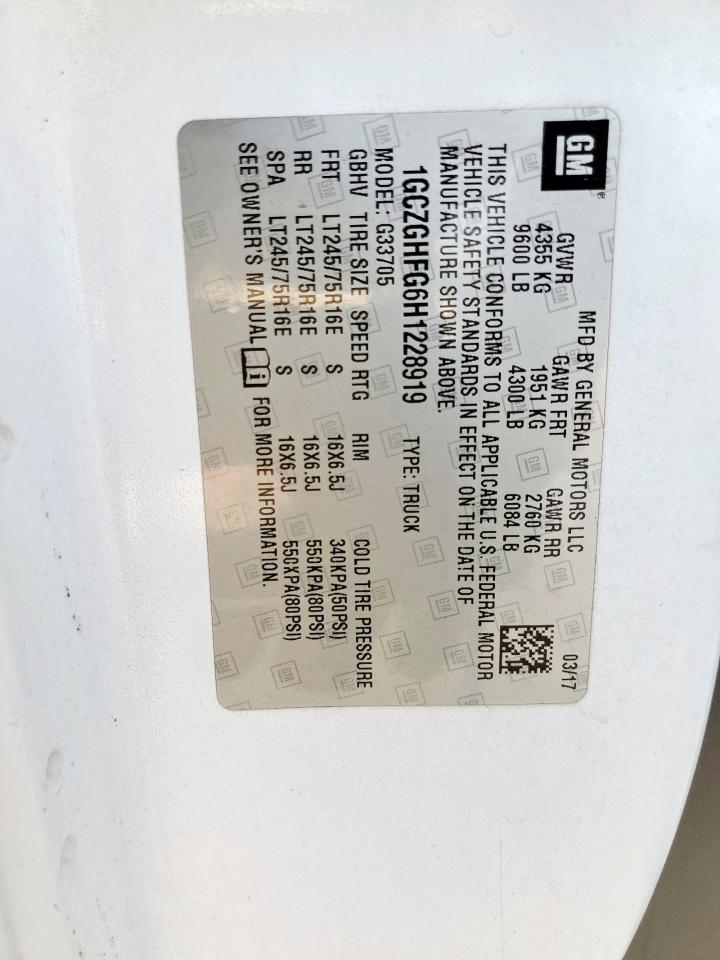 GM
MFD BY GENERAL MOTORS LLC 03/17
GVWR GAWR FRT GAWR RR
4355 KG 1951 KG 2760 KG
9600 LB 4300 LB 6084 LB
THIS VEHICLE CONFORMS TO ALL APPLICABLE U.S. FEDERAL MOTOR
VEHICLE SAFETY STANDARDS IN EFFECT ON THE DATE OF
MANUFACTURE SHOWN ABOVE.
1GCZGHFG6H1228919 TYPE: TRUCK
MODEL: G33705
GBHV TIRE SIZE SPEED RTG RIM COLD TIRE PRESSURE
FRT LT245/75R16E S 16X6.5J 340KPA(50PSI)
RR LT245/75R16E S 16X6.5J 550KPA(80PSI)
SPA LT245/75R16E S 16X6.5J 550KPA(80PSI)
SEE OWNER'S MANUAL i FOR MORE INFORMATION.